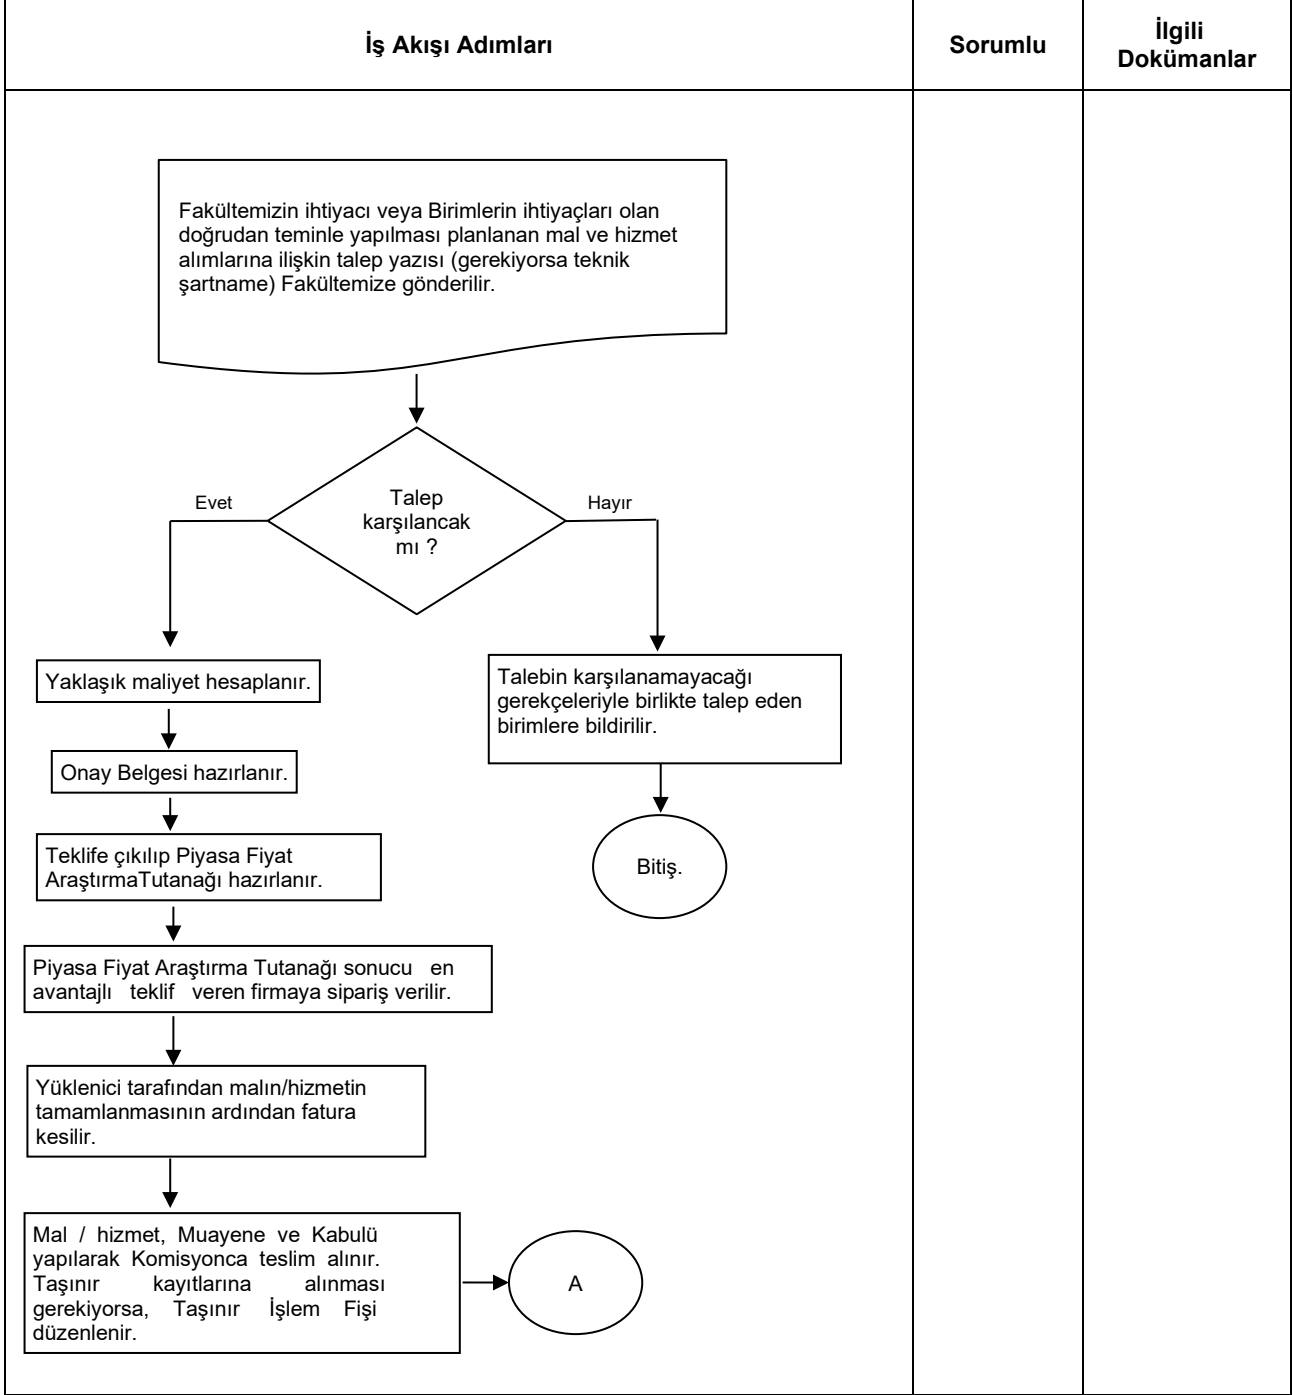 İş Akışı Adımları
Sorumlu
İlgili
Dokümanlar
Fakültemizin ihtiyacı veya Birimlerin ihtiyaçları olan
doğrudan teminle yapılması planlanan mal ve hizmet
alımlarına ilişkin talep yazısı (gerekiyorsa teknik
şartname) Fakültemize gönderilir.
Talep
karşılancak
mı ?
Evet
Hayır
Yaklaşık maliyet hesaplanır.
Talebin karşılanamayacağı
gerekçeleriyle birlikte talep eden
birimlere bildirilir.
Onay Belgesi hazırlanır.
Teklife çıkılıp Piyasa Fiyat
AraştırmaTutanağı hazırlanır.
Bitiş.
Piyasa Fiyat Araştırma Tutanağı sonucu en
avantajlı teklif veren firmaya sipariş verilir.
Yüklenici tarafından malın/hizmetin
tamamlanmasının ardından fatura
kesilir.
Mal / hizmet, Muayene ve Kabulü
yapılarak Komisyonca teslim alınır.
Taşınır kayıtlarına alınması
gerekiyorsa, Taşınır İşlem Fişi
düzenlenir.
A